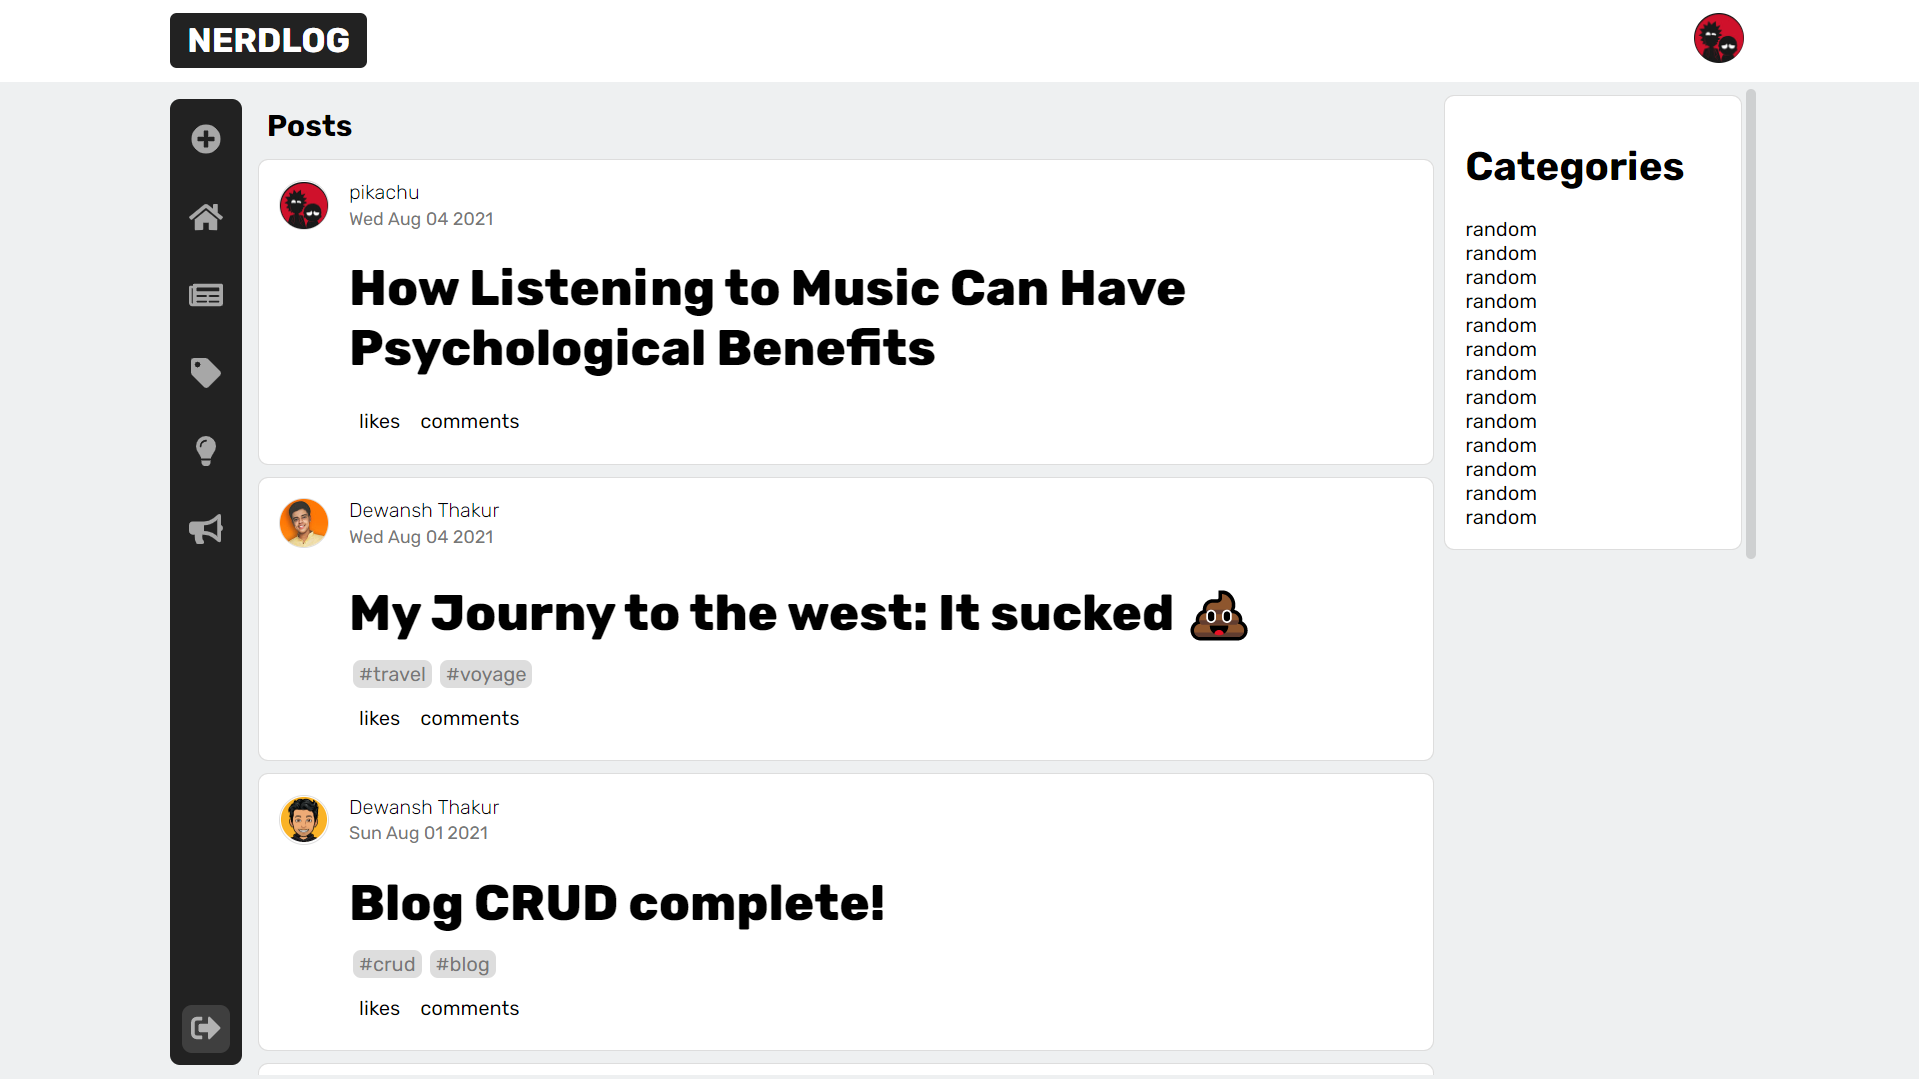 NERDLOG
Posts
pikachu
Wed Aug 04 2021
How Listening to Music Can Have
Psychological Benefits
likes comments
Dewansh Thakur
Wed Aug 04 2021
My Journy to the west: It sucked 💩
#travel #voyage
likes comments
Dewansh Thakur
Sun Aug 01 2021
Blog CRUD complete!
#crud #blog
likes comments
Categories
random
random
random
random
random
random
random
random
random
random
random
random
random